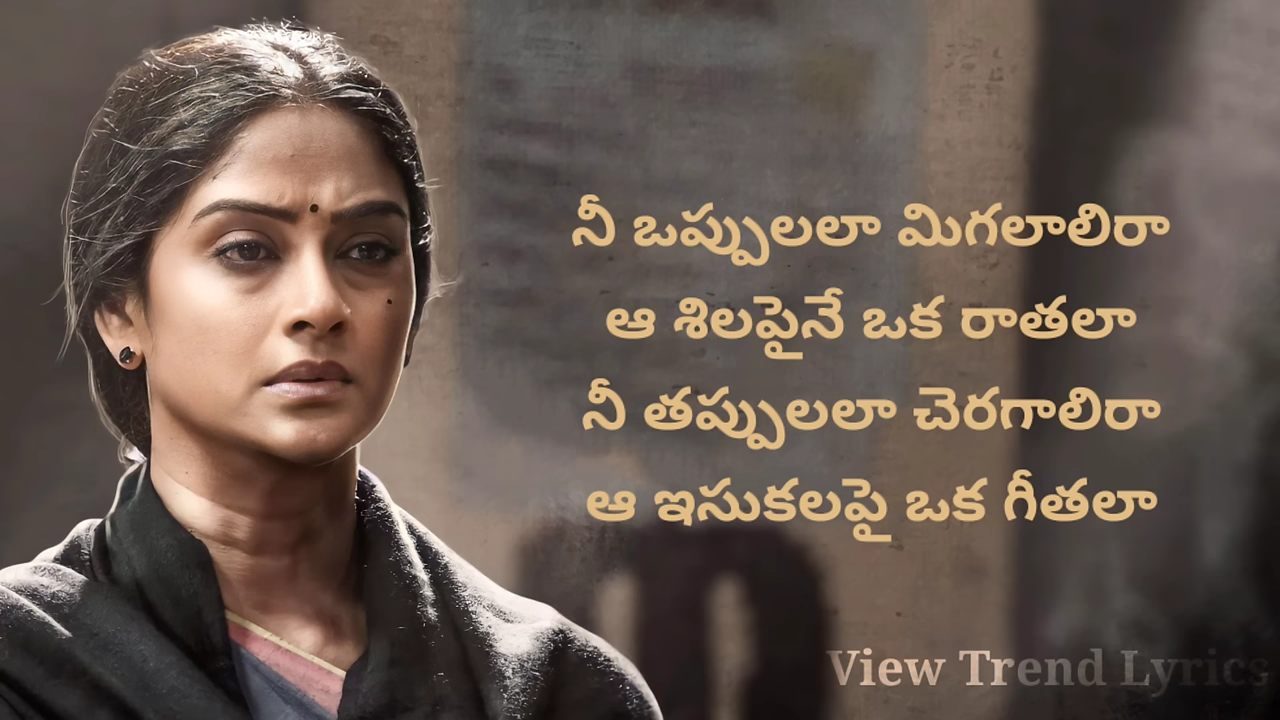 నీ ఒప్పులలా మిగలాలిరా
ఆ శిలపైనే ఒక రాతలా
నీ తప్పులలా చెరగాలిరా
ఆ ఇసుకలపై ఒక గీతలా
View Trend Lyrics